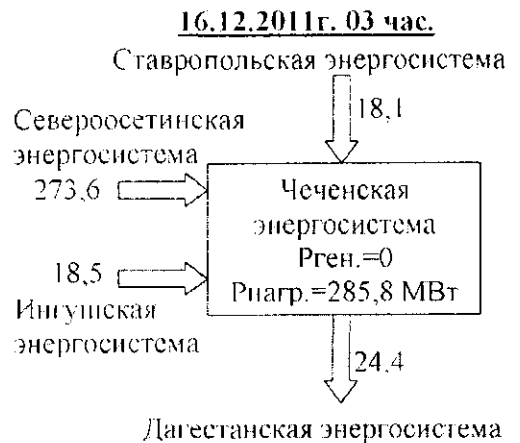 16.12.2011г. 03 час.
Ставропольская энергосистема
18,1
Североосетинская
энергосистема
273,6
Чеченская
энергосистема
Рген.=0
Рнагр.=285,8 МВт
18,5
Ингушская
энергосистема
24,4
Дагестанская энергосистема